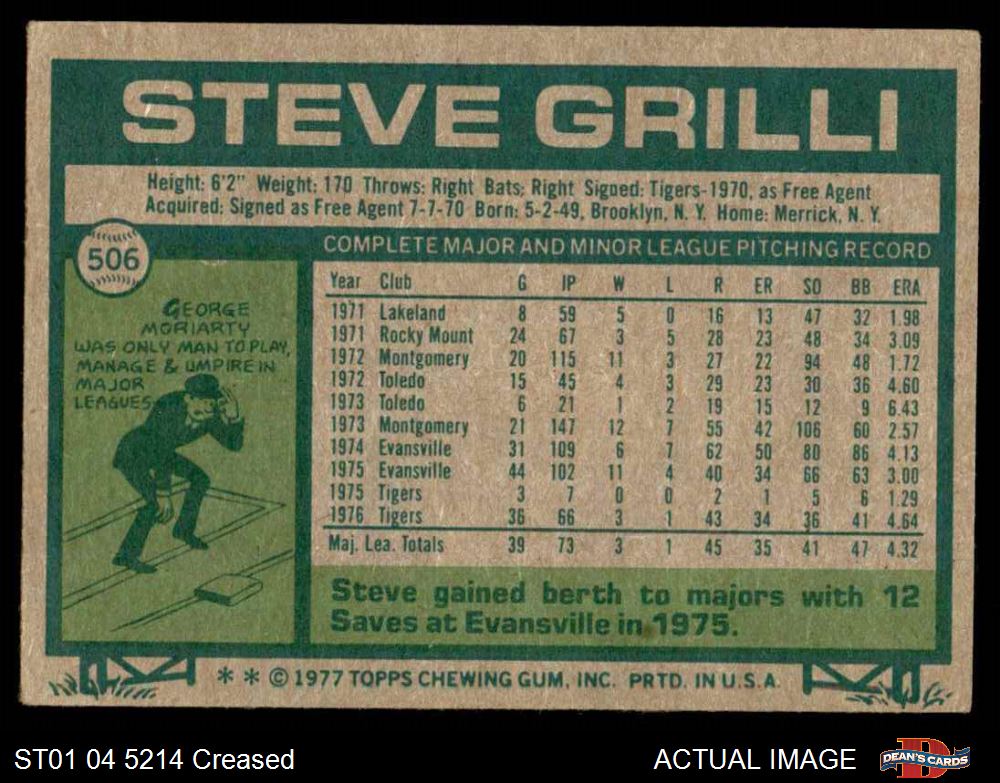 STEVE GRILLI
Height: 6'2" Weight: 170 Throws: Right Bats: Right Signed: Tigers-1970, as Free Agent
Acquired: Signed as Free Agent 7-7-70 Born: 5-2-49, Brooklyn, N. Y. Home: Merrick, N. Y.
506
GEORGE
MORIARTY
WAS ONLY MAN TO PLAY,
MANAGE & UMPIRE IN
MAJOR
LEAGUES
COMPLETE MAJOR AND MINOR LEAGUE PITCHING RECORD
Year Club G IP W L R ER SO BB ERA
1971 Lakeland 8 59 5 0 16 13 47 32 1.98
1971 Rocky Mount 24 67 3 5 28 23 48 34 3.09
1972 Montgomery 20 115 11 3 27 22 94 48 1.72
1972 Toledo 15 45 4 3 29 23 30 36 4.60
1973 Toledo 6 21 1 2 19 15 12 9 6.43
1973 Montgomery 21 147 12 7 55 42 106 60 2.57
1974 Evansville 31 109 6 7 62 50 80 86 4.13
1975 Evansville 44 102 11 4 40 34 66 63 3.00
1975 Tigers 3 7 0 0 2 1 5 6 1.29
1976 Tigers 36 66 3 1 43 34 36 41 4.64
Maj. Lea. Totals 39 73 3 1 45 35 41 47 4.32
Steve gained berth to majors with 12
Saves at Evansville in 1975.
* * © 1977 TOPPS CHEWING GUM, INC. PRTD. IN U.S.A.
ST01 04 5214 Creased
ACTUAL IMAGE
D
DEAN'S CARDS